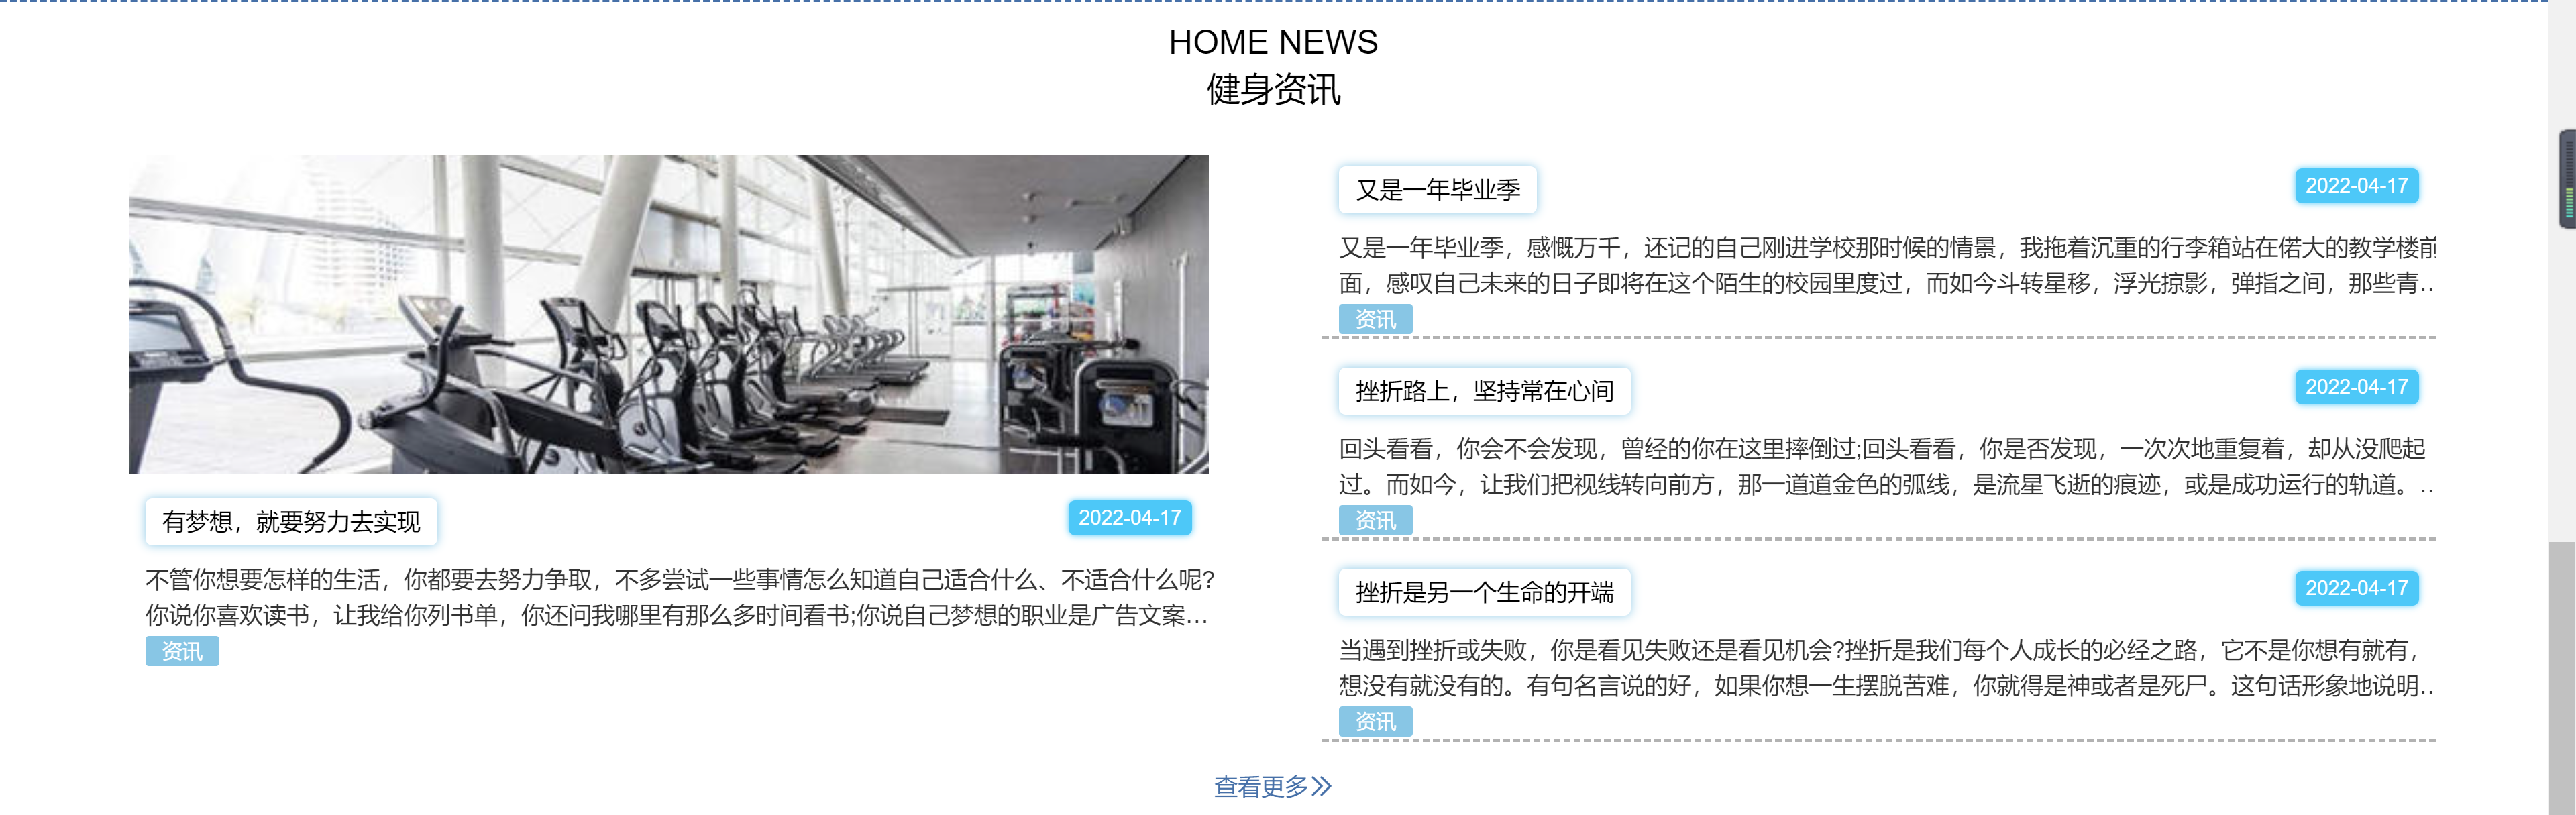 HOME NEWS
健身资讯
有梦想，就要努力去实现
2022-04-17
不管你想要怎样的生活，你都要去努力争取，不多尝试一些事情怎么知道自己适合什么、不适合什么呢?
你说你喜欢读书，让我给你列书单，你还问我哪里有那么多时间看书;你说自己梦想的职业是广告文案…
资讯
又是一年毕业季
2022-04-17
又是一年毕业季，感慨万千，还记的自己刚进学校那时候的情景，我拖着沉重的行李箱站在偌大的教学楼前
面，感叹自己未来的日子即将在这个陌生的校园里度过，而如今斗转星移，浮光掠影，弹指之间，那些青..
资讯
挫折路上，坚持常在心间
2022-04-17
回头看看，你会不会发现，曾经的你在这里摔倒过;回头看看，你是否发现，一次次地重复着，却从没爬起
过。而如今，让我们把视线转向前方，那一道道金色的弧线，是流星飞逝的痕迹，或是成功运行的轨道。..
资讯
挫折是另一个生命的开端
2022-04-17
当遇到挫折或失败，你是看见失败还是看见机会?挫折是我们每个人成长的必经之路，它不是你想有就有，
想没有就没有的。有句名言说的好，如果你想一生摆脱苦难，你就得是神或者是死尸。这句话形象地说明..
资讯
查看更多